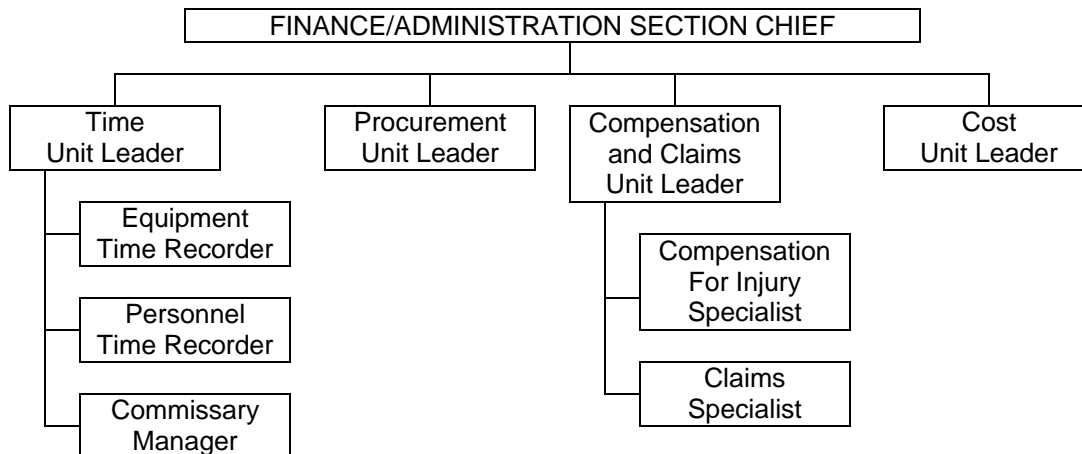 FINANCE/ADMINISTRATION SECTION CHIEF
Time
Unit Leader
Procurement
Unit Leader
Compensation
and Claims
Unit Leader
Cost
Unit Leader
Equipment
Time Recorder
Personnel
Time Recorder
Commissary
Manager
Compensation
For Injury
Specialist
Claims
Specialist